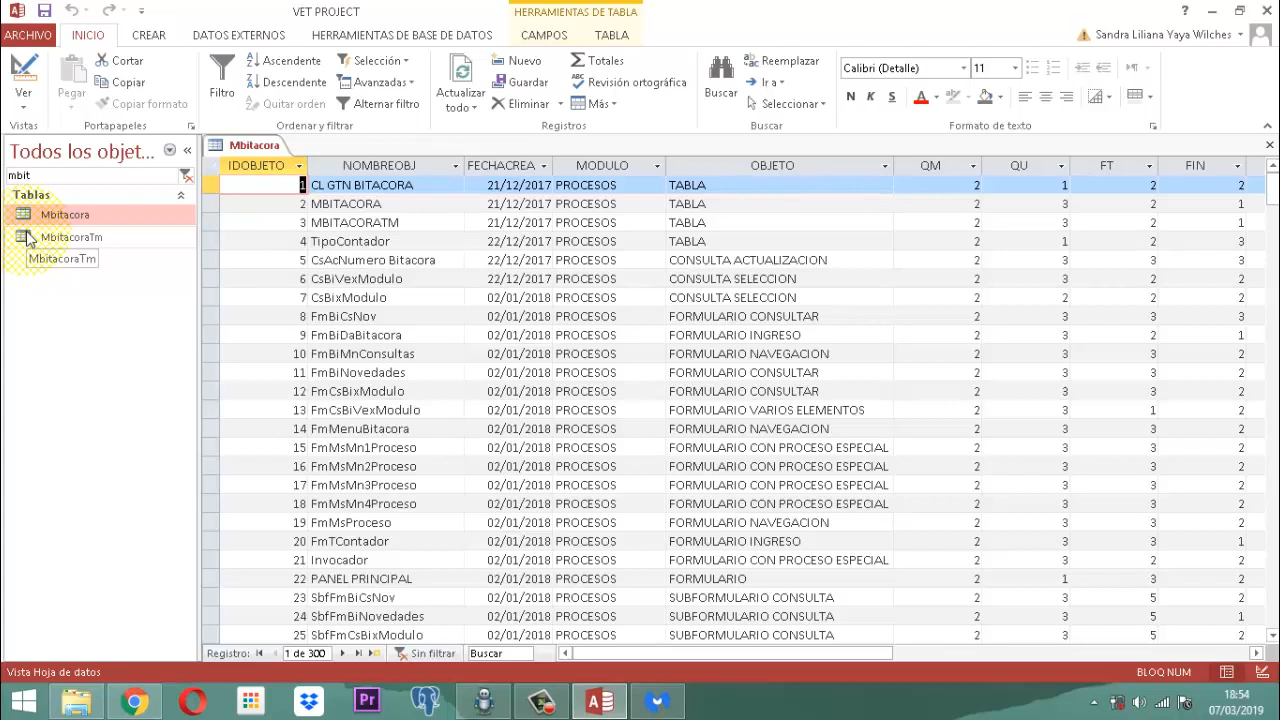 VET PROJECT
HERRAMIENTAS DE TABLA
?
ARCHIVO INICIO CREAR DATOS EXTERNOS HERRAMIENTAS DE BASE DE DATOS CAMPOS TABLA Sandra Liliana Yaya Wilches
Ver
Vistas
Pegar
Cortar
Copiar
Copiar formato
Portapapeles
Filtro
Ascendente
Descendente
Quitar orden
Selección
Avanzadas
Alternar filtro
Ordenar y filtrar
Actualizar todo
Nuevo
Guardar
Eliminar
Totales
Revisión ortográfica
Más
Registros
Buscar
Reemplazar
Ir a
Seleccionar
Buscar
Calibri (Detalle) 11
N K S A
Formato de texto
Todos los objet...
mbit
Tablas
Mbitacora
MbitacoraTm
MbitacoraTm
Mbitacora
IDOBJETO NOMBREOBJ FECHACREA MODULO OBJETO QM QU FT FIN
1 CL GTN BITACORA 21/12/2017 PROCESOS TABLA 2 1 2 2
2 MBITACORA 21/12/2017 PROCESOS TABLA 2 3 2 1
3 MBITACORATM 22/12/2017 PROCESOS TABLA 2 3 2 1
4 TipoContador 22/12/2017 PROCESOS TABLA 2 1 2 3
5 CsAcNumero Bitacora 22/12/2017 PROCESOS CONSULTA ACTUALIZACION 2 3 3 3
6 CsBiVexModulo 22/12/2017 PROCESOS CONSULTA SELECCION 2 3 3 2
7 CsBixModulo 02/01/2018 PROCESOS CONSULTA SELECCION 2 2 3 2
8 FmBiCsNov 02/01/2018 PROCESOS FORMULARIO CONSULTAR 2 3 3 3
9 FmBiDaBitacora 02/01/2018 PROCESOS FORMULARIO INGRESO 2 3 2 1
10 FmBiMnConsultas 02/01/2018 PROCESOS FORMULARIO NAVEGACION 2 3 3 2
11 FmBiNovedades 02/01/2018 PROCESOS FORMULARIO CONSULTAR 2 3 3 2
12 FmCsBixModulo 02/01/2018 PROCESOS FORMULARIO CONSULTAR 2 3 3 2
13 FmCsBiVexModulo 02/01/2018 PROCESOS FORMULARIO VARIOS ELEMENTOS 2 3 1 2
14 FmMenuBitacora 02/01/2018 PROCESOS FORMULARIO NAVEGACION 2 3 3 2
15 FmMsMn1Proceso 02/01/2018 PROCESOS FORMULARIO CON PROCESO ESPECIAL 2 3 3 2
16 FmMsMn2Proceso 02/01/2018 PROCESOS FORMULARIO CON PROCESO ESPECIAL 2 3 3 2
17 FmMsMn3Proceso 02/01/2018 PROCESOS FORMULARIO CON PROCESO ESPECIAL 2 3 3 2
18 FmMsMn4Proceso 02/01/2018 PROCESOS FORMULARIO CON PROCESO ESPECIAL 2 3 3 2
19 FmMsProceso 02/01/2018 PROCESOS FORMULARIO NAVEGACION 2 3 3 2
20 FmTContador 02/01/2018 PROCESOS FORMULARIO INGRESO 2 3 3 1
21 Invocador 02/01/2018 PROCESOS FORMULARIO CON PROCESO ESPECIAL 2 3 2 2
22 PANEL PRINCIPAL 02/01/2018 PROCESOS FORMULARIO 2 1 3 2
23 SbfFmBiCsNov 02/01/2018 PROCESOS SUBFORMULARIO CONSULTA 2 3 5 2
24 SbfFmBiNovedades 02/01/2018 PROCESOS SUBFORMULARIO CONSULTA 2 3 5 1
25 SbfFmCsBixModulo 02/01/2018 PROCESOS SUBFORMULARIO CONSULTA 2 3 5 2
Registro: 1 de 300 Sin filtrar Buscar
Vista Hoja de datos BLOQ NUM
Pr
18:54
07/03/2019